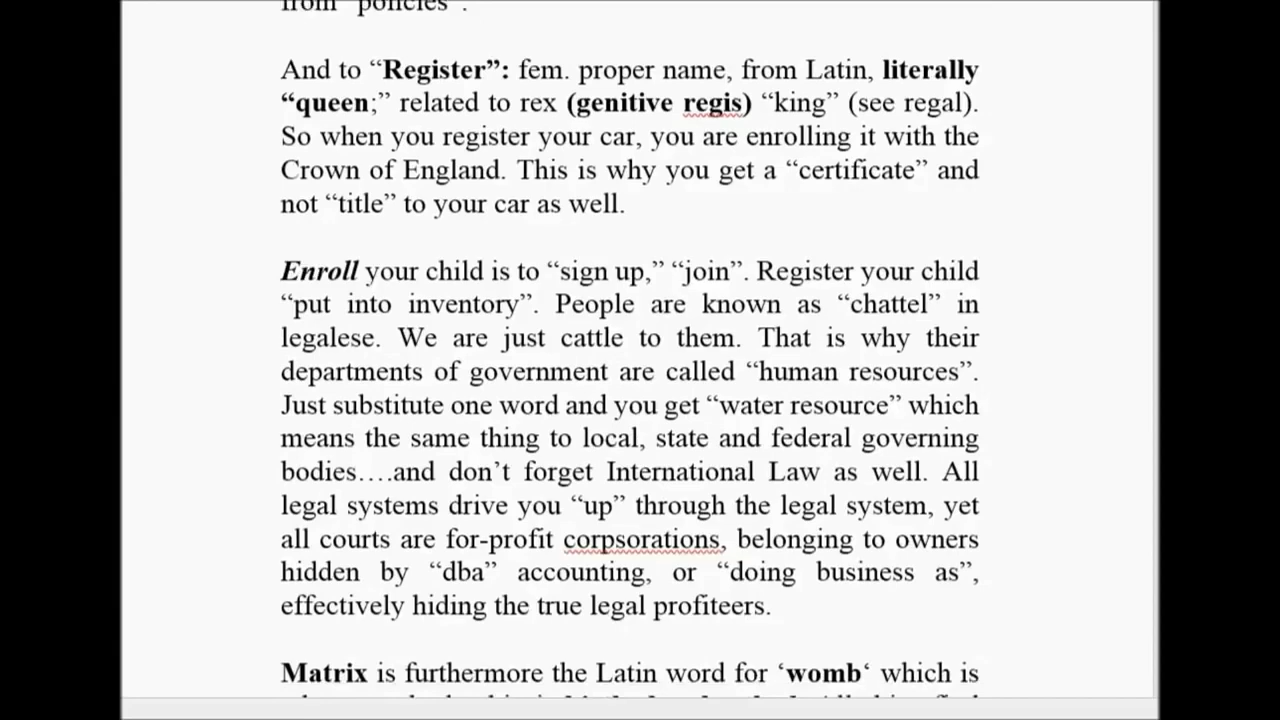 from “policies”.
And to “Register”: fem. proper name, from Latin, literally
“queen;” related to rex (genitive regis) “king” (see regal).
So when you register your car, you are enrolling it with the
Crown of England. This is why you get a “certificate” and
not “title” to your car as well.
Enroll your child is to “sign up,” “join”. Register your child
“put into inventory”. People are known as “chattel” in
legalese. We are just cattle to them. That is why their
departments of government are called “human resources”.
Just substitute one word and you get “water resource” which
means the same thing to local, state and federal governing
bodies….and don’t forget International Law as well. All
legal systems drive you “up” through the legal system, yet
all courts are for-profit corpsorations, belonging to owners
hidden by “dba” accounting, or “doing business as”,
effectively hiding the true legal profiteers.
Matrix is furthermore the Latin word for ‘womb‘ which is